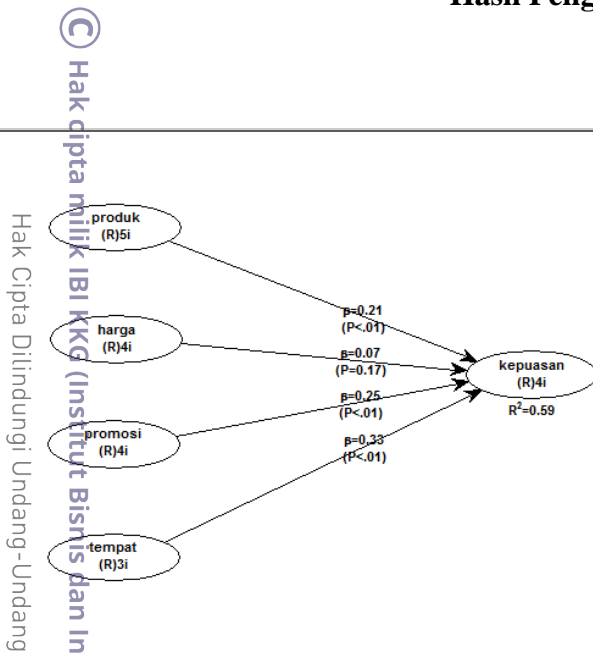 © Hak cipta milik IBI KKG (Institut Bisnis dan In
Hak Cipta Dilindungi Undang-Undang
produk
(R)5i
harga
(R)4i
promosi
(R)4i
tempat
(R)3i
β=0.21
(P<.01)
β=0.07
(P=0.17)
β=0.25
(P<.01)
β=0.33
(P<.01)
kepuasan
(R)4i
R²=0.59